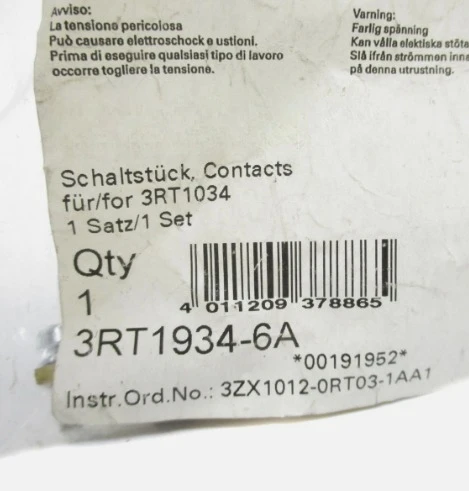 Avviso:
La tensione pericolosa
Può causare elettroschock e ustioni.
Prima di eseguire qualsiasi tipo di lavoro
occorre togliere la tensione.
Varning:
Farlig spänning
Kan vålla elektiska stöta
Slå ifrån strömmen inna
på denna utrustning.
Schaltstück, Contacts
für/for 3RT1034
1 Satz/1 Set
Qty
1
4 011209 378865
3RT1934-6A
*00191952*
Instr.Ord.No.: 3ZX1012-0RT03-1AA1